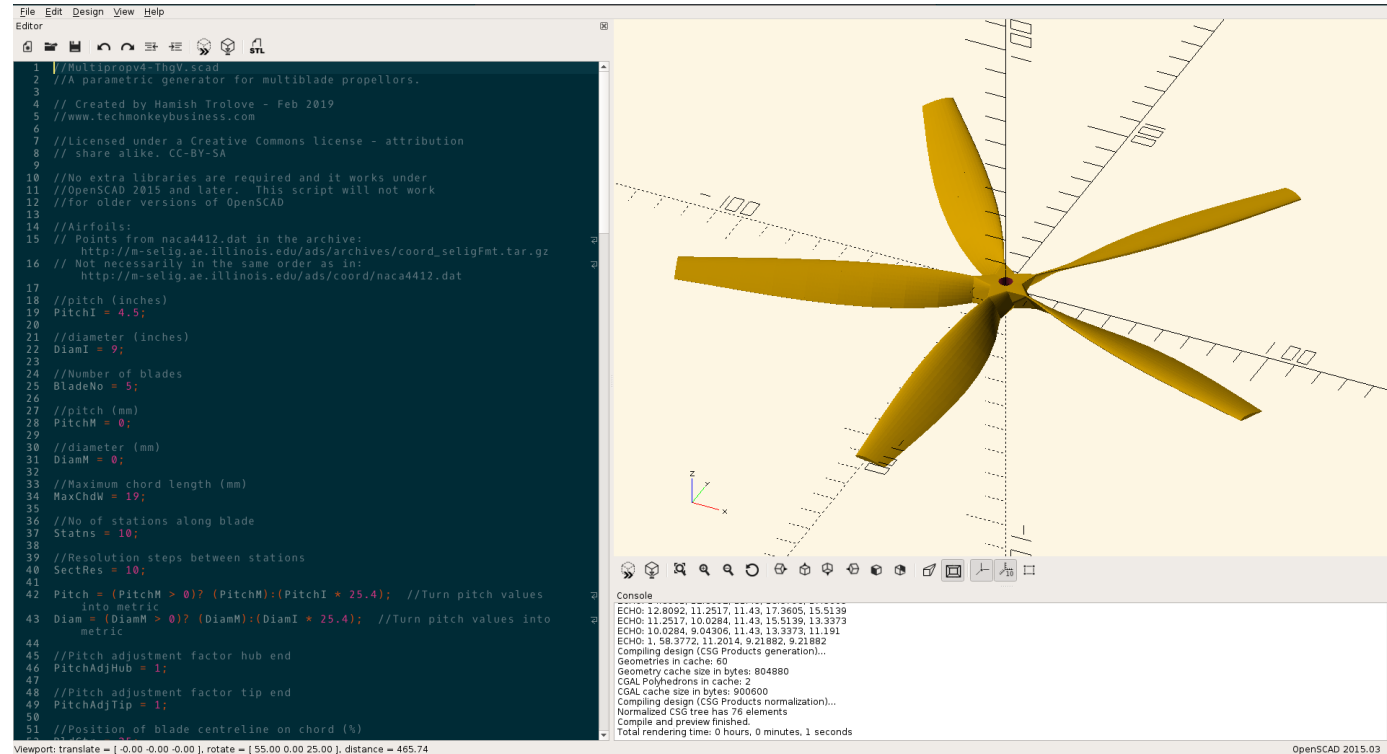 File Edit Design View Help
Editor
STL
1 //Multipropv4-ThgV.scad
2 //A parametric generator for multiblade propellors.
3
4 // Created by Hamish Trolove - Feb 2019
5 //www.techmonkeybusiness.com
6
7 //Licensed under a Creative Commons license - attribution
8 // share alike. CC-BY-SA
9
10 //No extra libraries are required and it works under
11 //OpenSCAD 2015 and later.  This script will not work
12 //for older versions of OpenSCAD
13
14 //Airfoils:
15 // Points from naca4412.dat in the archive:
http://m-selig.ae.illinois.edu/ads/archives/coord_seligFmt.tar.gz
16 // Not necessarily in the same order as in:
http://m-selig.ae.illinois.edu/ads/coord/naca4412.dat
17
18 //pitch (inches)
19 PitchI = 4.5;
20
21 //diameter (inches)
22 DiamI = 9;
23
24 //Number of blades
25 BladeNo = 5;
26
27 //pitch (mm)
28 PitchM = 0;
29
30 //diameter (mm)
31 DiamM = 0;
32
33 //Maximum chord length (mm)
34 MaxChdW = 19;
35
36 //No of stations along blade
37 Statns = 10;
38
39 //Resolution steps between stations
40 SectRes = 10;
41
42 Pitch = (PitchM > 0)? (PitchM):(PitchI * 25.4);  //Turn pitch values
into metric
43 Diam = (DiamM > 0)? (DiamM):(DiamI * 25.4);  //Turn pitch values into
metric
44
45 //Pitch adjustment factor hub end
46 PitchAdjHub = 1;
47
48 //Pitch adjustment factor tip end
49 PitchAdjTip = 1;
50
51 //Position of blade centreline on chord (%)
100
100
100
z
y
x
10
Console
ECHO: 12.8092, 11.2517, 11.43, 17.3605, 15.5139
ECHO: 11.2517, 10.0284, 11.43, 15.5139, 13.3373
ECHO: 10.0284, 9.04306, 11.43, 13.3373, 11.191
ECHO: 1, 58.3772, 11.2014, 9.21882, 9.21882
Compiling design (CSG Products generation)...
Geometries in cache: 60
Geometry cache size in bytes: 804880
CGAL Polyhedrons in cache: 2
CGAL cache size in bytes: 900600
Compiling design (CSG Products normalization)...
Normalized CSG tree has 76 elements
Compile and preview finished.
Total rendering time: 0 hours, 0 minutes, 1 seconds
Viewport: translate = [ -0.00 -0.00 -0.00 ], rotate = [ 55.00 0.00 25.00 ], distance = 465.74
OpenSCAD 2015.03